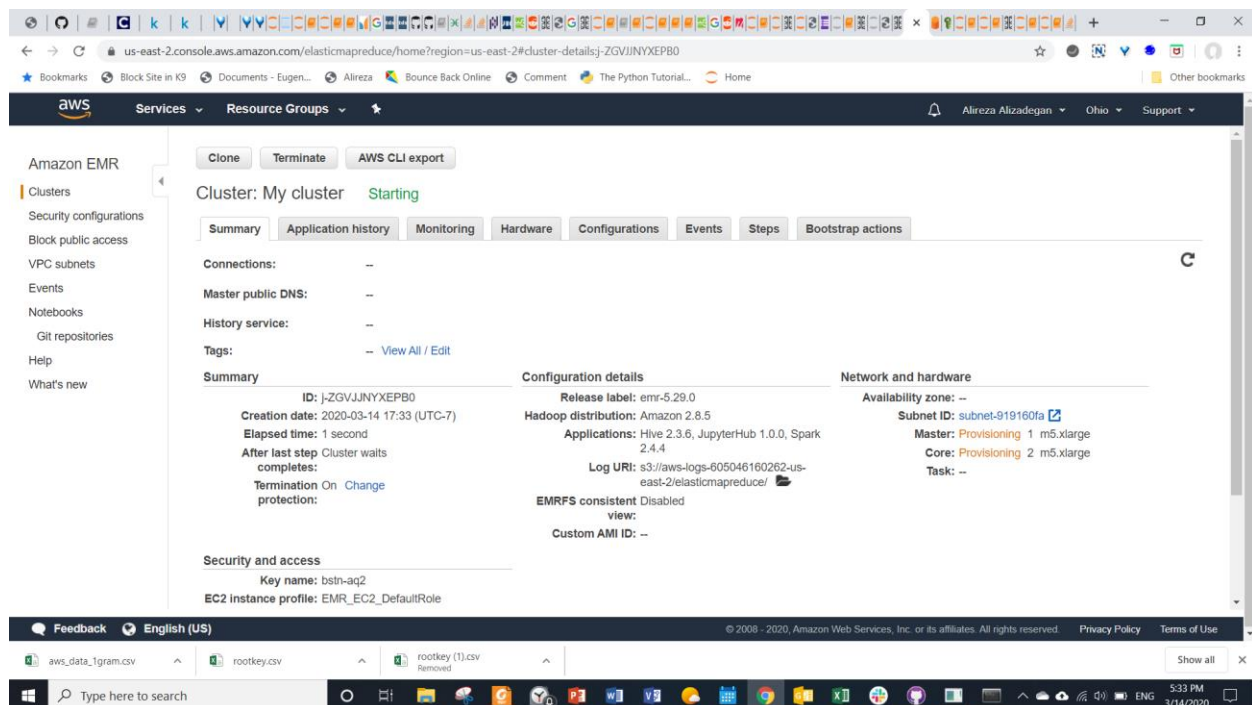 us-east-2.console.aws.amazon.com/elasticmapreduce/home?region=us-east-2#cluster-details:j-ZGVJJNYXEPB0
Bookmarks Block Site in K9 Documents - Eugen... Alireza Bounce Back Online Comment The Python Tutorial... Home Other bookmarks
aws Services Resource Groups Alireza Alizadegan Ohio Support
Amazon EMR
Clusters
Security configurations
Block public access
VPC subnets
Events
Notebooks
Git repositories
Help
What's new
Clone Terminate AWS CLI export
Cluster: My cluster Starting
Summary Application history Monitoring Hardware Configurations Events Steps Bootstrap actions
Connections: --
Master public DNS: --
History service: --
Tags: -- View All / Edit
Summary
ID: j-ZGVJJNYXEPB0
Creation date: 2020-03-14 17:33 (UTC-7)
Elapsed time: 1 second
After last step Cluster waits
completes:
Termination On Change
protection:
Configuration details
Release label: emr-5.29.0
Hadoop distribution: Amazon 2.8.5
Applications: Hive 2.3.6, JupyterHub 1.0.0, Spark
2.4.4
Log URI: s3://aws-logs-605046160262-us-
east-2/elasticmapreduce/
EMRFS consistent Disabled
view:
Custom AMI ID: --
Network and hardware
Availability zone: --
Subnet ID: subnet-919160fa
Master: Provisioning 1 m5.xlarge
Core: Provisioning 2 m5.xlarge
Task: --
Security and access
Key name: bstn-aq2
EC2 instance profile: EMR_EC2_DefaultRole
Feedback English (US) © 2008 - 2020, Amazon Web Services, Inc. or its affiliates. All rights reserved. Privacy Policy Terms of Use
aws_data_1gram.csv rootkey.csv rootkey (1).csv Show all
Removed
Type here to search ENG 5:33 PM
3/14/2020